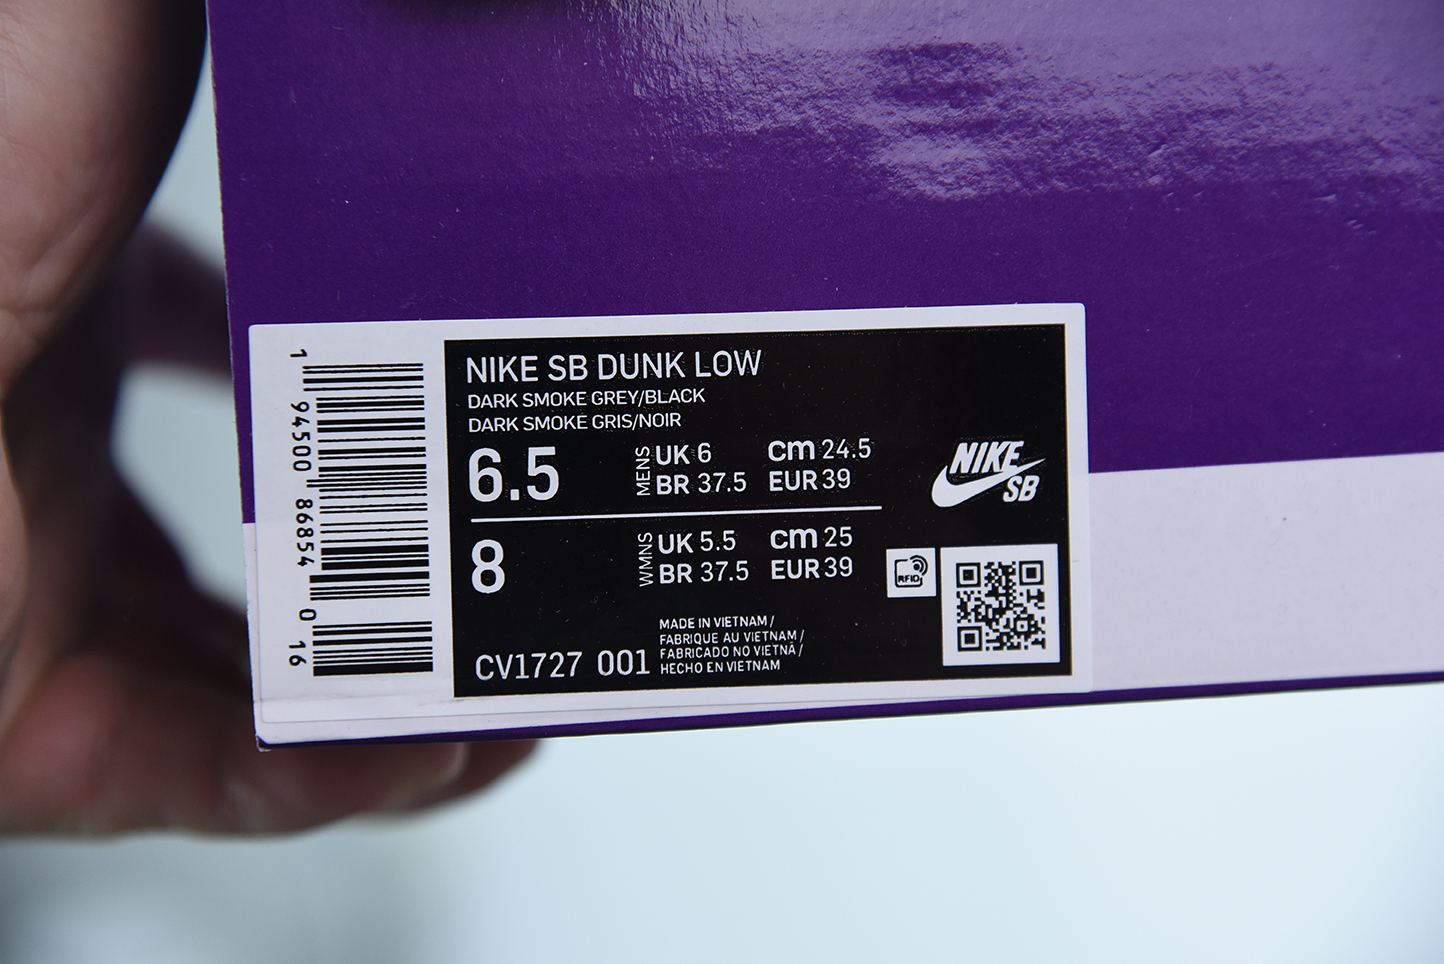 NIKE SB DUNK LOW
DARK SMOKE GREY/BLACK
DARK SMOKE GRIS/NOIR
6.5 MENS UK 6 cm 24.5
BR 37.5 EUR 39
8 WMNS UK 5.5 cm 25
BR 37.5 EUR 39
NIKE
SB
RFID
CV1727 001
MADE IN VIETNAM /
FABRIQUE AU VIETNAM /
FABRICADO NO VIETNÃ /
HECHO EN VIETNAM
1 94500 86854 0 16